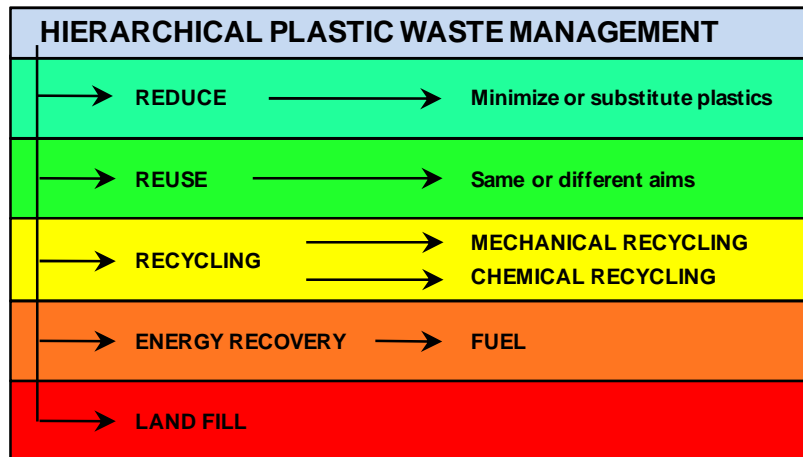 HIERARCHICAL PLASTIC WASTE MANAGEMENT
REDUCE Minimize or substitute plastics
REUSE Same or different aims
MECHANICAL RECYCLING
RECYCLING
CHEMICAL RECYCLING
ENERGY RECOVERY FUEL
LAND FILL